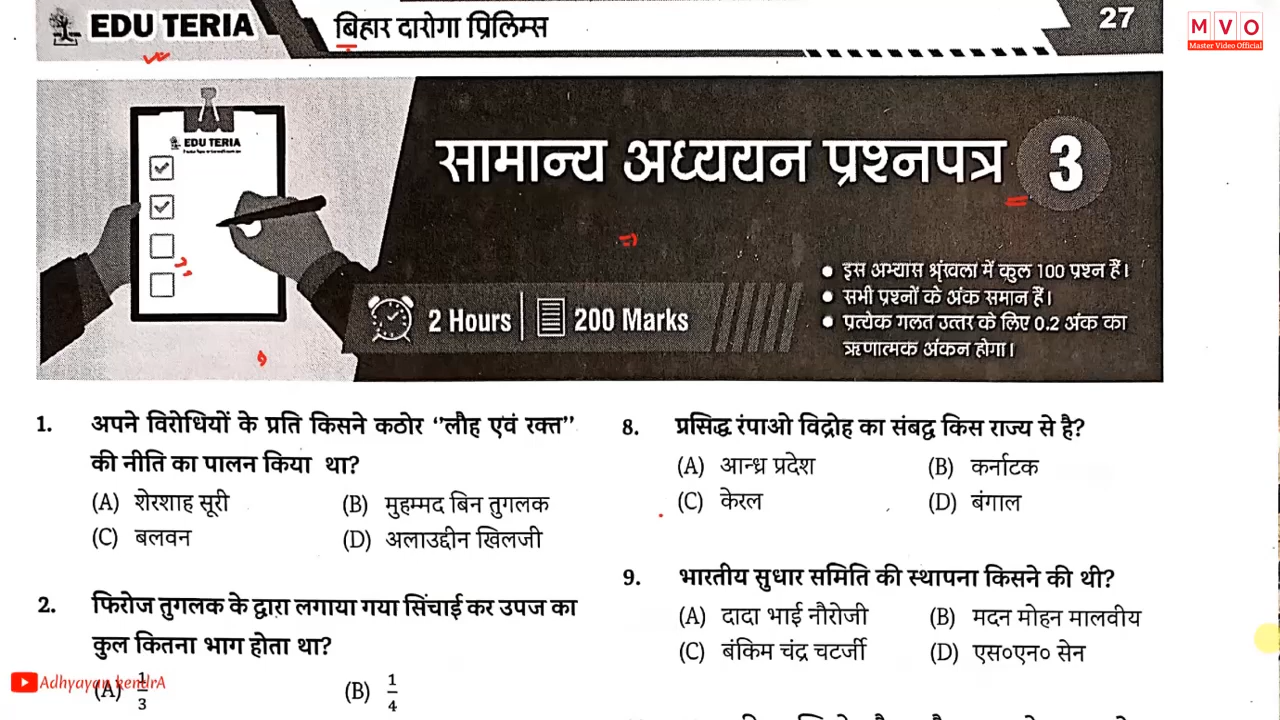 EDU TERIA
बिहार दारोगा प्रिलिम्स
27
M V O
Master Video Official
EDU TERIA
सामान्य अध्ययन प्रश्नपत्र 3
2 Hours
200 Marks
• इस अभ्यास श्रृंखला में कुल 100 प्रश्न हैं।
• सभी प्रश्नों के अंक समान हैं।
• प्रत्येक गलत उत्तर के लिए 0.2 अंक का
ऋणात्मक अंकन होगा।
1. अपने विरोधियों के प्रति किसने कठोर "लौह एवं रक्त"
की नीति का पालन किया था?
(A) शेरशाह सूरी (B) मुहम्मद बिन तुगलक
(C) बलवन (D) अलाउद्दीन खिलजी
2. फिरोज तुगलक के द्वारा लगाया गया सिंचाई कर उपज का
कुल कितना भाग होता था?
(A) 1/3 (B) 1/4
Adhyayan kendrA
8. प्रसिद्ध रंपाओ विद्रोह का संबद्व किस राज्य से है?
(A) आन्ध्र प्रदेश (B) कर्नाटक
(C) केरल (D) बंगाल
9. भारतीय सुधार समिति की स्थापना किसने की थी?
(A) दादा भाई नौरोजी (B) मदन मोहन मालवीय
(C) बंकिम चंद्र चटर्जी (D) एस०एन० सेन